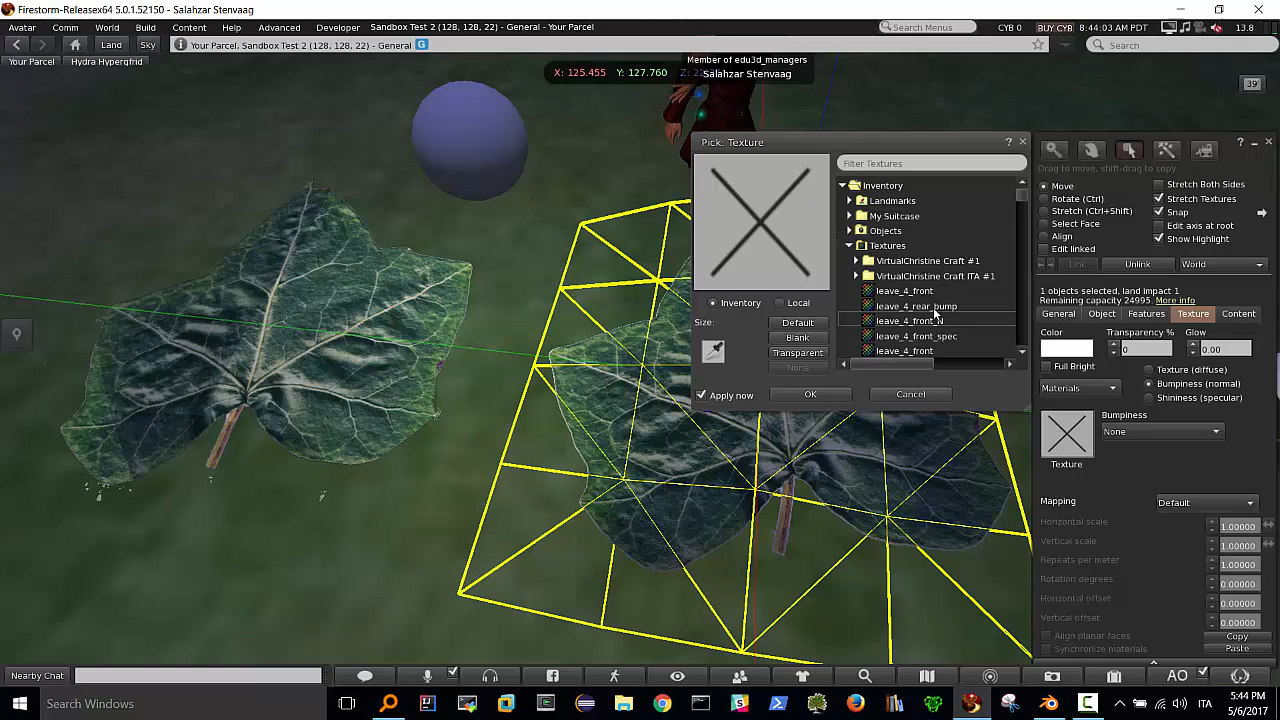 Firestorm-Releasex64 5.0.1.52150 - Salahzar Stenvaag
Avatar Comm World Build Content Help Advanced Developer Sandbox Test 2 (128, 128, 22) - General - Your Parcel
Search Menus CYB 0 BUY CYB 8:44:03 AM PDT 13.8
Land Sky Your Parcel, Sandbox Test 2 (128, 128, 22) - General G Search
Your Parcel Hydra Hypergrifrid
Member of edu3d_managers
X: 125.455 Y: 127.760 Salahzar Stenvaag
39
Pick: Texture ?
Filter Textures
Inventory
Landmarks
My Suitcase
Objects
Textures
VirtualChristine Craft #1
VirtualChristine Craft ITA #1
leave_4_front
leave_4_rear_bump
leave_4_front_N
leave_4_front_spec
leave_4_front
Inventory Local
Size:
Default
Blank
Transparent
None
Apply now OK Cancel
Drag to move, shift-drag to copy
Move
Rotate (Ctrl)
Stretch (Ctrl+Shift)
Select Face
Align
Edit linked
Stretch Both Sides
Stretch Textures
Snap
Edit axis at root
Show Highlight
Link Unlink World
1 objects selected, land impact 1
Remaining capacity 24995. More info
General Object Features Texture Content
Color Transparency % Glow
0 0.00
Full Bright
Materials
Texture (diffuse)
Bumpiness (normal)
Shininess (specular)
Bumpiness
None
Texture
Mapping Default
Horizontal scale 1.00000
Vertical scale 1.00000
Repeats per meter 1.00000
Rotation degrees 0.00000
Horizontal offset 0.00000
Vertical offset 0.00000
Align planar faces Copy
Synchronize materials Paste
Nearby Chat
AO
Search Windows
ITA
5:44 PM
5/6/2017